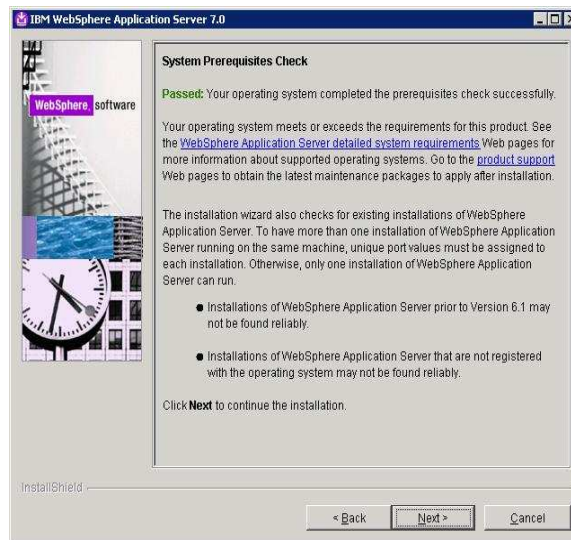 IBM WebSphere Application Server 7.0
WebSphere. software
System Prerequisites Check
Passed: Your operating system completed the prerequisites check successfully.
Your operating system meets or exceeds the requirements for this product. See
the WebSphere Application Server detailed system requirements Web pages for
more information about supported operating systems. Go to the product support
Web pages to obtain the latest maintenance packages to apply after installation.
The installation wizard also checks for existing installations of WebSphere
Application Server. To have more than one installation of WebSphere Application
Server running on the same machine, unique port values must be assigned to
each installation. Otherwise, only one installation of WebSphere Application
Server can run.
● Installations of WebSphere Application Server prior to Version 6.1 may
not be found reliably.
● Installations of WebSphere Application Server that are not registered
with the operating system may not be found reliably.
Click Next to continue the installation.
InstallShield
< Back
Next >
Cancel